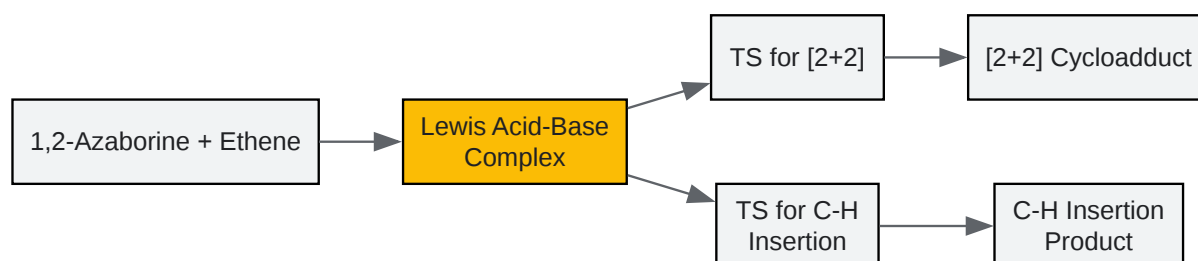 1,2-Azaborine + Ethene
Lewis Acid-Base
Complex
TS for [2+2]
[2+2] Cycloadduct
TS for C-H
Insertion
C-H Insertion
Product